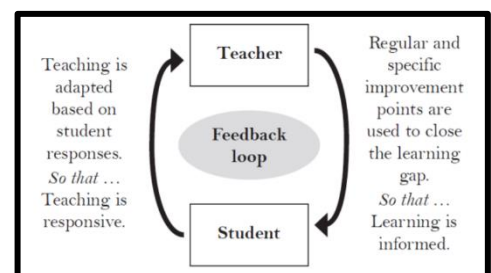 Teaching is
adapted
based on
student
responses.
So that …
Teaching is
responsive.
Teacher
Feedback
loop
Student
Regular and
specific
improvement
points are
used to close
the learning
gap.
So that …
Learning is
informed.